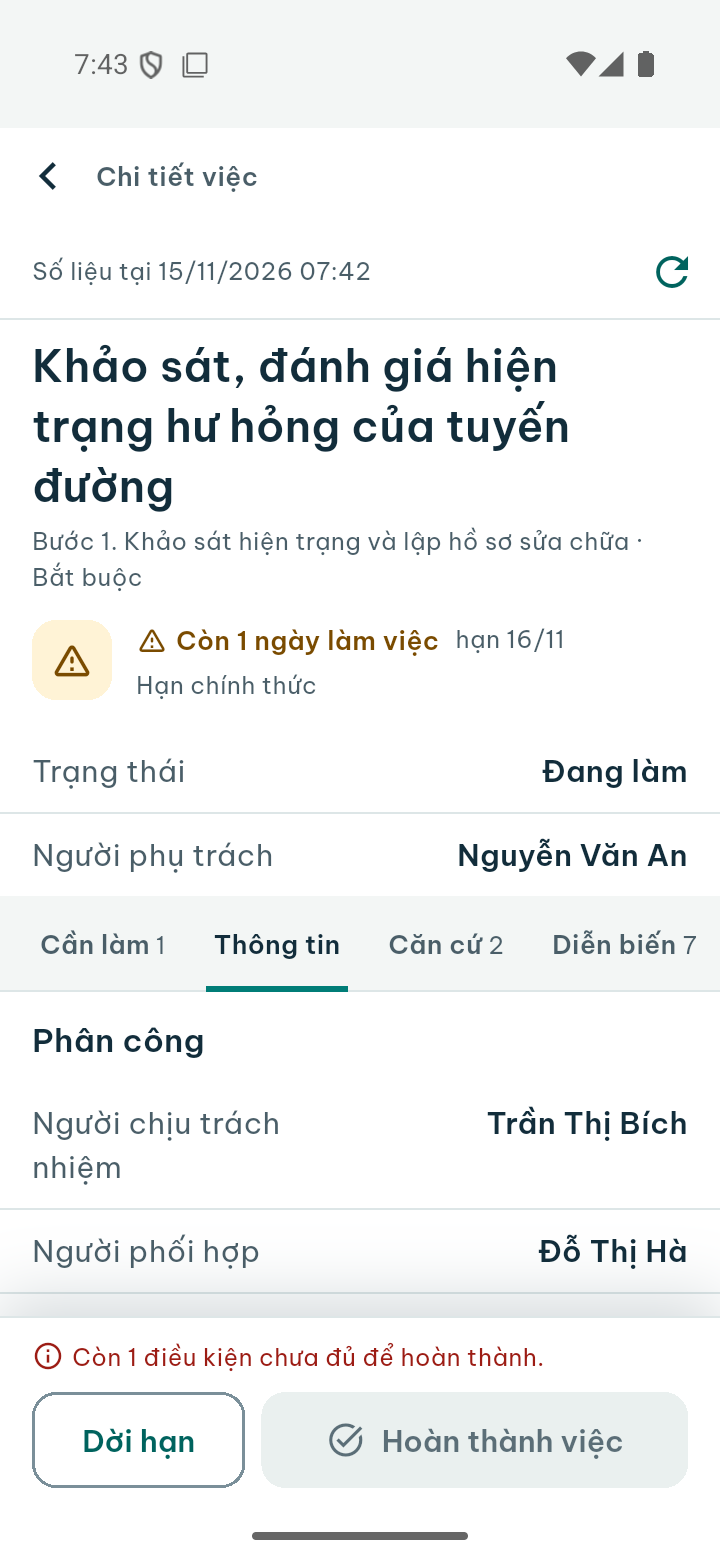 7:43
Chi tiết việc
Số liệu tại 15/11/2026 07:42
Khảo sát, đánh giá hiện
trạng hư hỏng của tuyến
đường
Bước 1. Khảo sát hiện trạng và lập hồ sơ sửa chữa ·
Bắt buộc
Còn 1 ngày làm việc hạn 16/11
Hạn chính thức
Trạng thái Đang làm
Người phụ trách Nguyễn Văn An
Cần làm 1 Thông tin Căn cứ 2 Diễn biến 7
Phân công
Người chịu trách Trần Thị Bích
nhiệm
Người phối hợp Đỗ Thị Hà
Còn 1 điều kiện chưa đủ để hoàn thành.
Dời hạn Hoàn thành việc